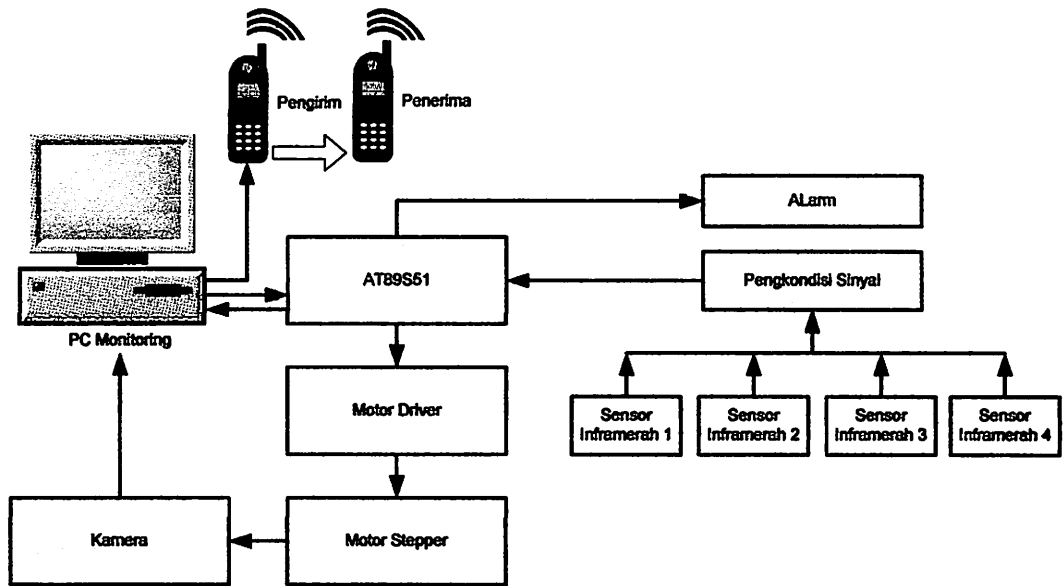 Pengirim
Penerima
ALarm
AT89S51
Pengkondisi Sinyal
PC Monitoring
Motor Driver
Sensor
Inframerah 1
Sensor
Inframerah 2
Sensor
Inframerah 3
Sensor
Inframerah 4
Kamera
Motor Stepper